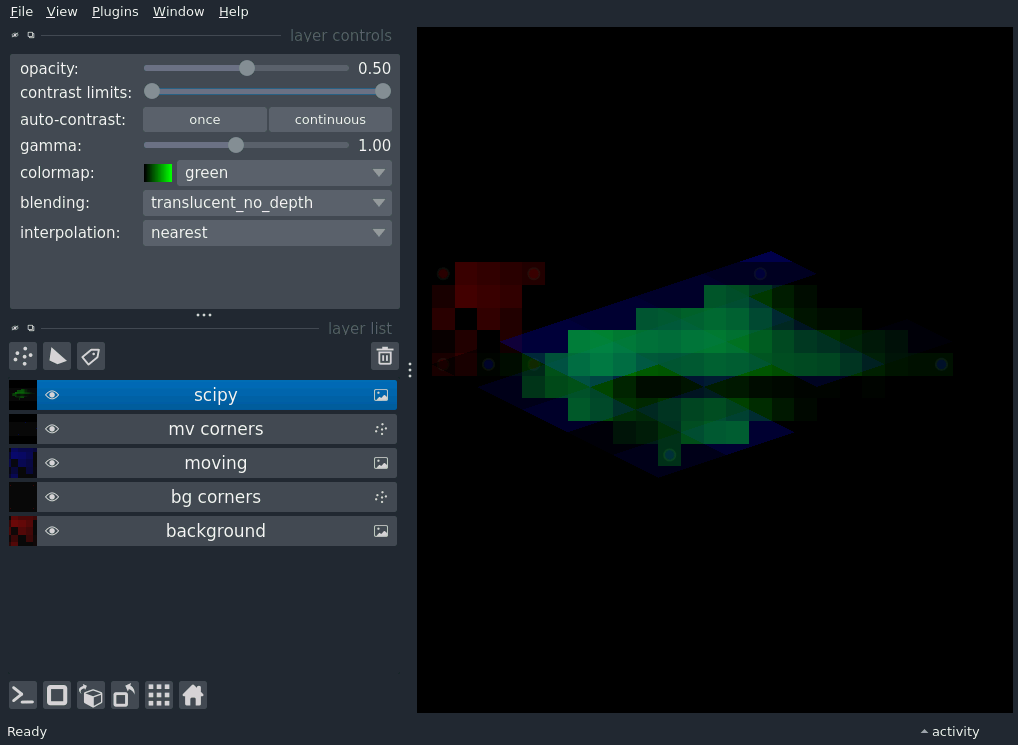 File View Plugins Window Help
layer controls
opacity: 0.50
contrast limits:
auto-contrast: once continuous
gamma: 1.00
colormap: green
blending: translucent_no_depth
interpolation: nearest
layer list
scipy
mv corners
moving
bg corners
background
Ready activity